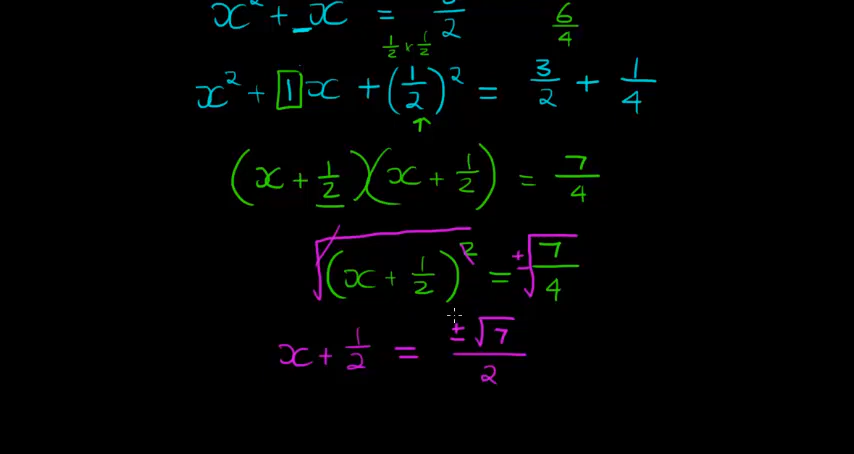 x² + _x = 3/2 6/4
1/2 × 1/2
x² + 1x + (1/2)² = 3/2 + 1/4
(x + 1/2)(x + 1/2) = 7/4
√(x + 1/2)² = ±√7/4
x + 1/2 = ±√7/2